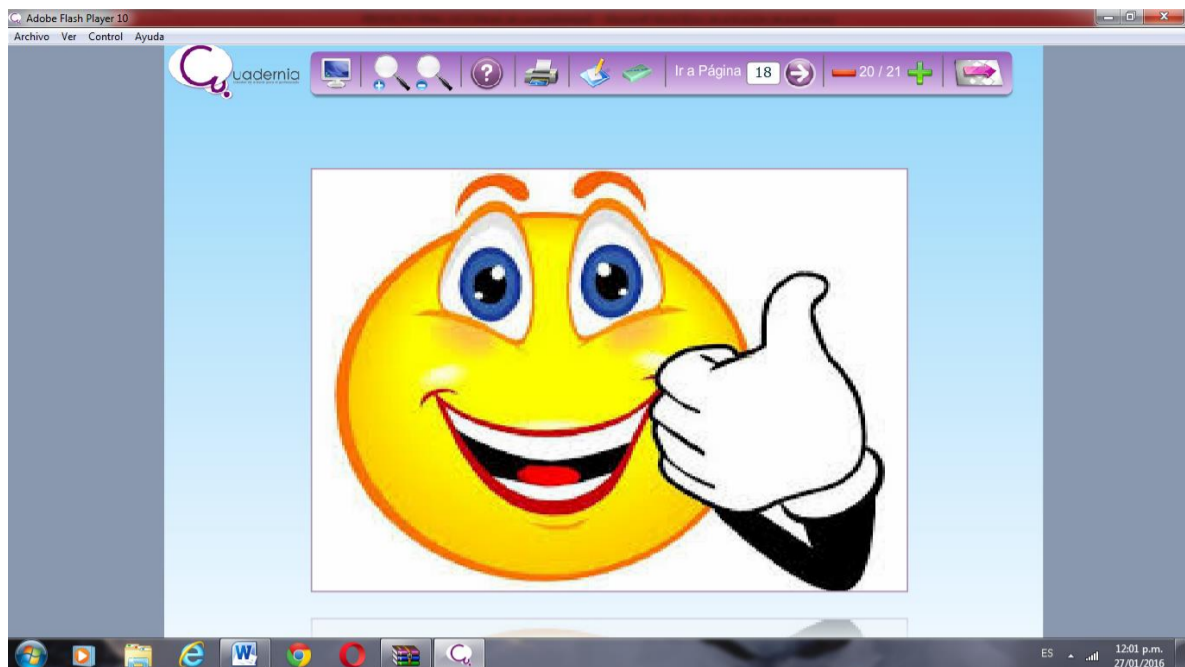 Adobe Flash Player 10
Archivo Ver Control Ayuda
Cuadernia
Ir a Página 18 20 / 21
ES 12:01 p.m.
27/01/2016